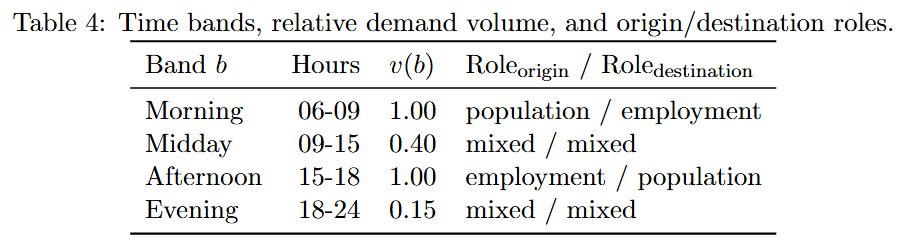 Table 4: Time bands, relative demand volume, and origin/destination roles.
Band b Hours v(b) Role_origin / Role_destination
Morning 06-09 1.00 population / employment
Midday 09-15 0.40 mixed / mixed
Afternoon 15-18 1.00 employment / population
Evening 18-24 0.15 mixed / mixed